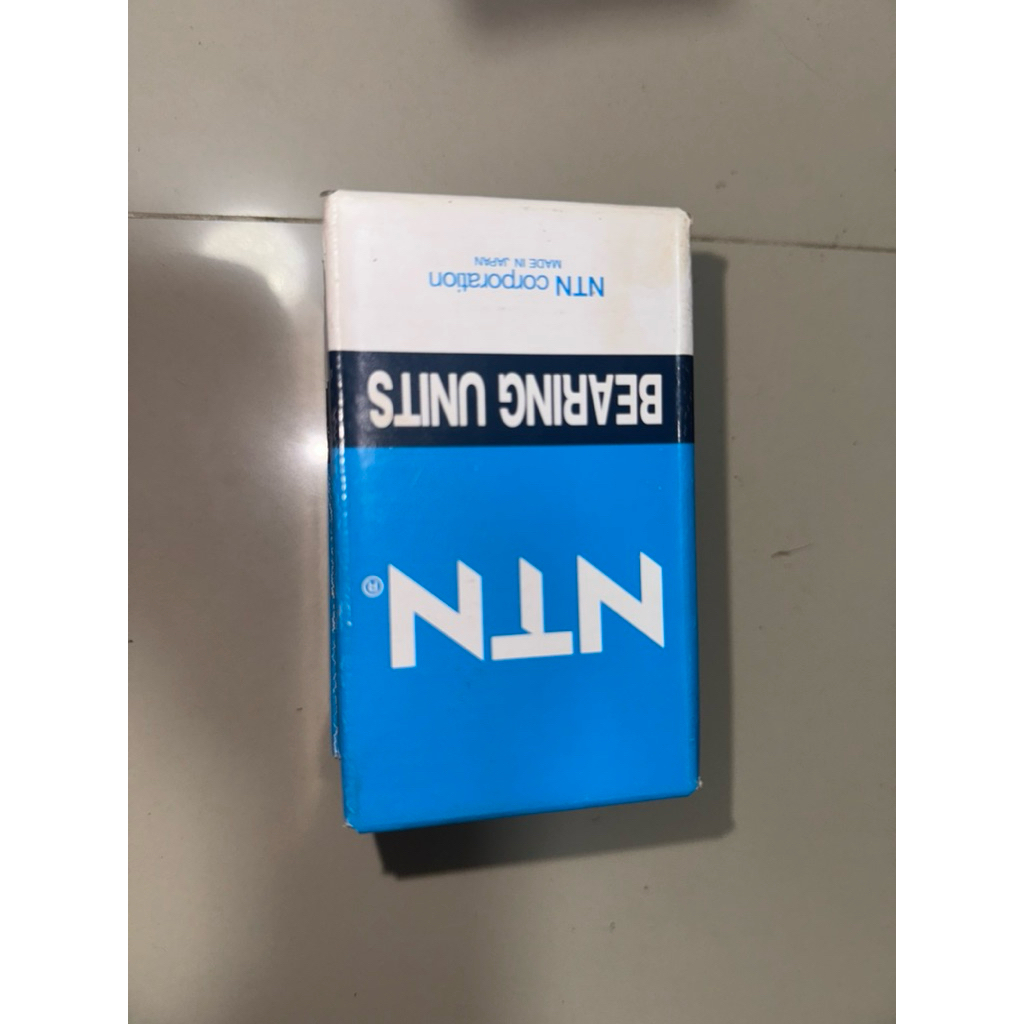 NTN®
BEARING UNITS
NTN corporation
MADE IN JAPAN